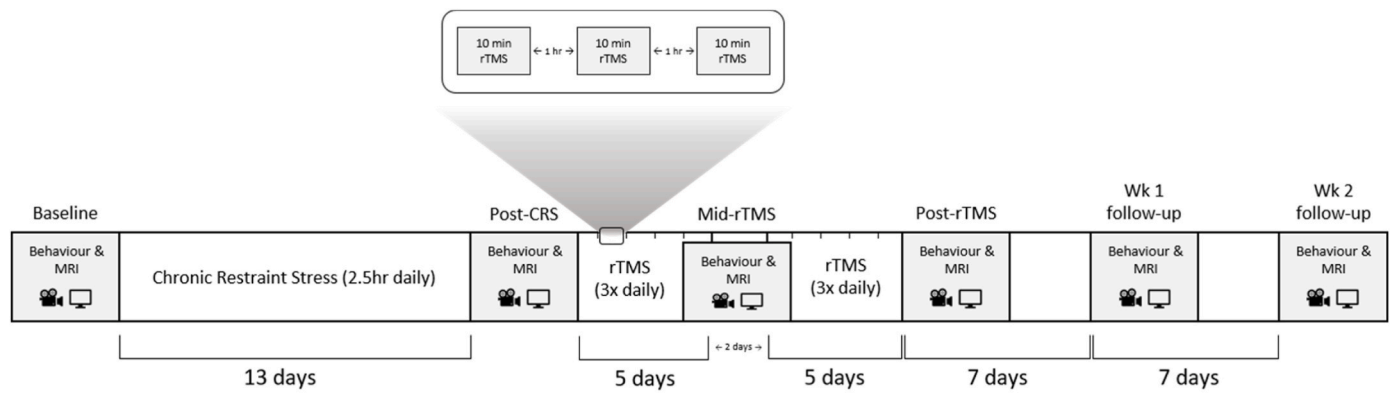 10 min
rTMS
← 1 hr →
10 min
rTMS
← 1 hr →
10 min
rTMS
Baseline
Post-CRS
Mid-rTMS
Post-rTMS
Wk 1
follow-up
Wk 2
follow-up
Behaviour &
MRI
Chronic Restraint Stress (2.5hr daily)
Behaviour &
MRI
rTMS
(3x daily)
Behaviour &
MRI
rTMS
(3x daily)
Behaviour &
MRI
Behaviour &
MRI
Behaviour &
MRI
13 days
5 days
← 2 days →
5 days
7 days
7 days